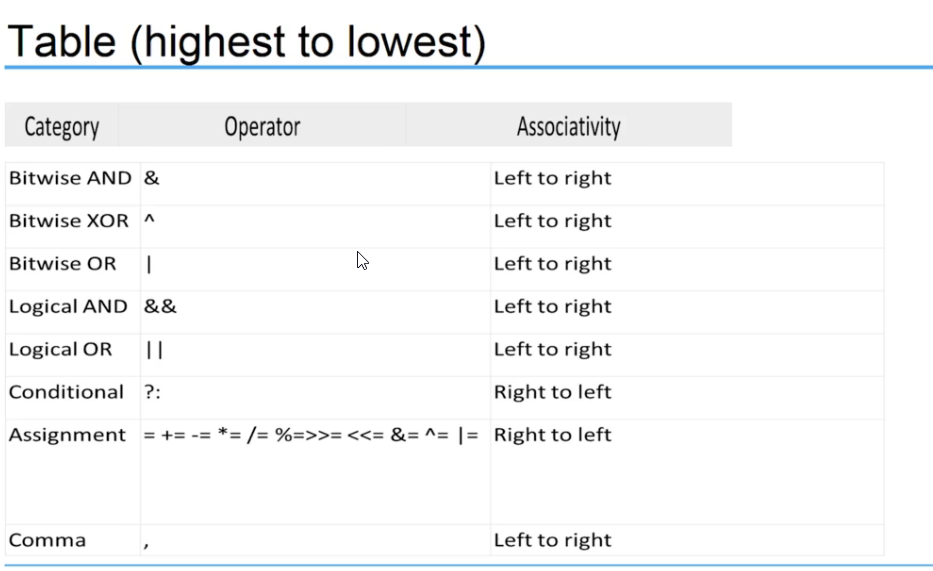 Table (highest to lowest)
Category Operator Associativity
Bitwise AND & Left to right
Bitwise XOR ^ Left to right
Bitwise OR | Left to right
Logical AND && Left to right
Logical OR || Left to right
Conditional ?: Right to left
Assignment = += -= *= /= %=>>= <<= &= ^= |= Right to left
Comma , Left to right